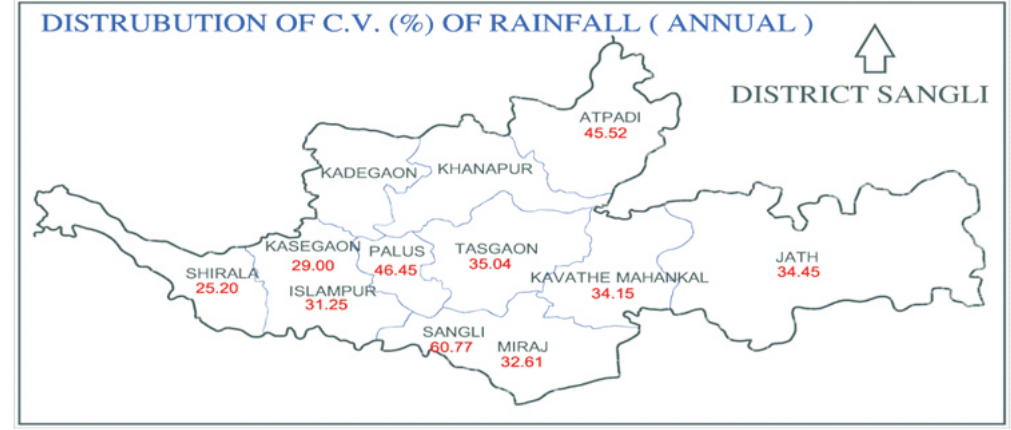 DISTRUBUTION OF C.V. (%) OF RAINFALL ( ANNUAL )
DISTRICT SANGLI
ATPADI
45.52
KADEGAON
KHANAPUR
KASEGAON
29.00
PALUS
46.45
TASGAON
35.04
JATH
34.45
SHIRALA
25.20
ISLAMPUR
31.25
KAVATHE MAHANKAL
34.15
SANGLI
60.77
MIRAJ
32.61